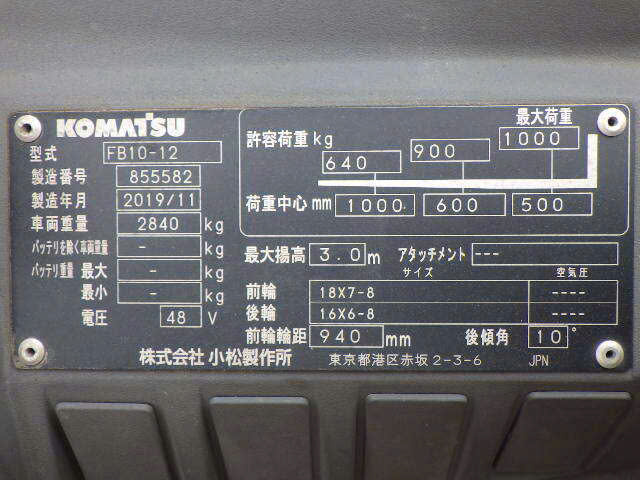 KOMATSU
型式 FB10-12
製造番号 855582
製造年月 2019/11
車両重量 2840 kg
バッテリを除く車両重量 - kg
バッテリ重量 最大 - kg
最小 - kg
電圧 48 V
最大荷重
許容荷重 kg 640 900 1000
荷重中心 mm 1000 600 500
最大揚高 3.0 m アタッチメント ---
サイズ 空気圧
前輪 18X7-8 ----
後輪 16X6-8 ----
前輪輪距 940 mm 後傾角 10°
株式会社 小松製作所 東京都港区赤坂 2-3-6 JPN